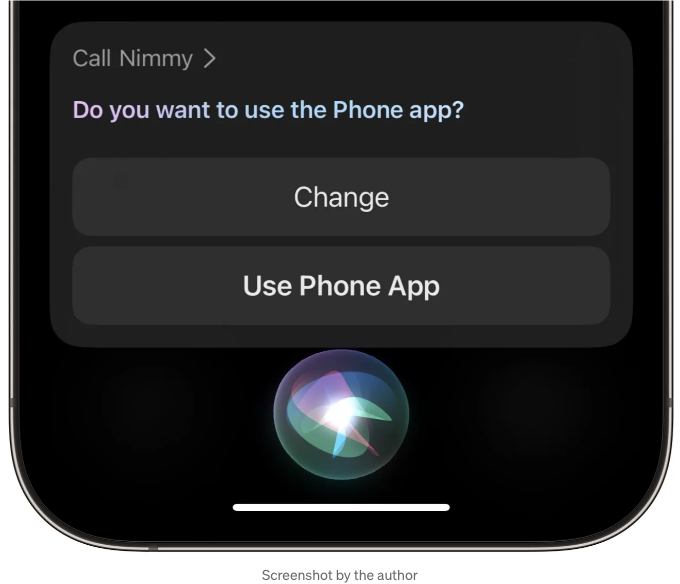 Call Nimmy >
Do you want to use the Phone app?
Change
Use Phone App
Screenshot by the author